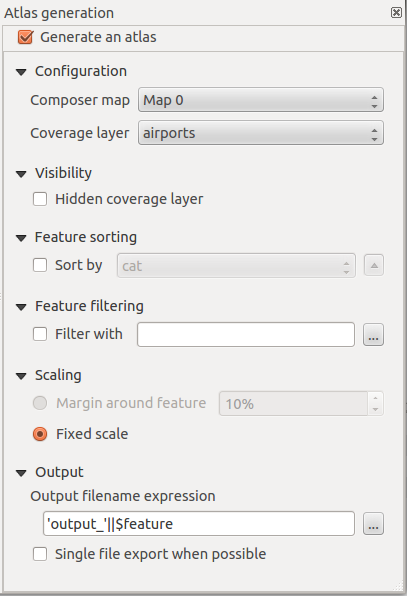 Atlas generation
Generate an atlas
Configuration
Composer map Map 0
Coverage layer airports
Visibility
Hidden coverage layer
Feature sorting
Sort by cat
Feature filtering
Filter with ...
Scaling
Margin around feature 10%
Fixed scale
Output
Output filename expression
'output_'||$feature ...
Single file export when possible